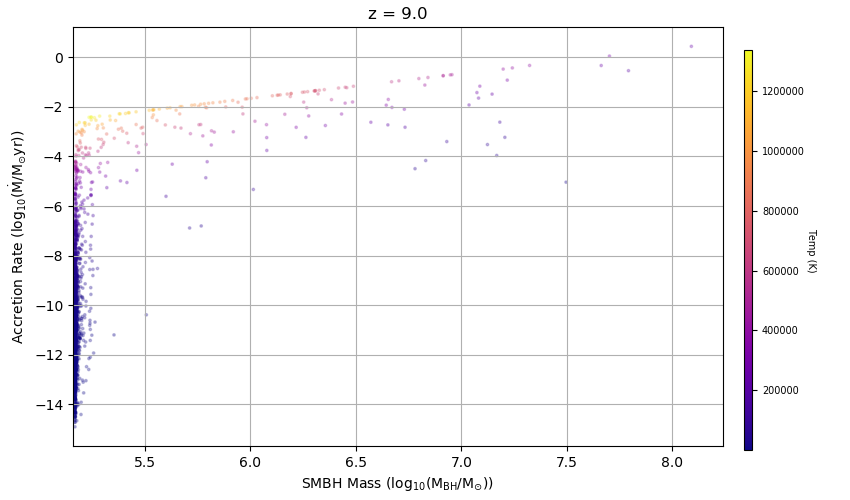 z = 9.0
Accretion Rate (log₁₀(Ṁ/M☉yr))
0
−2
−4
−6
−8
−10
−12
−14
5.5 6.0 6.5 7.0 7.5 8.0
SMBH Mass (log₁₀(M_BH/M☉))
1200000
1000000
800000
600000
400000
200000
Temp (K)